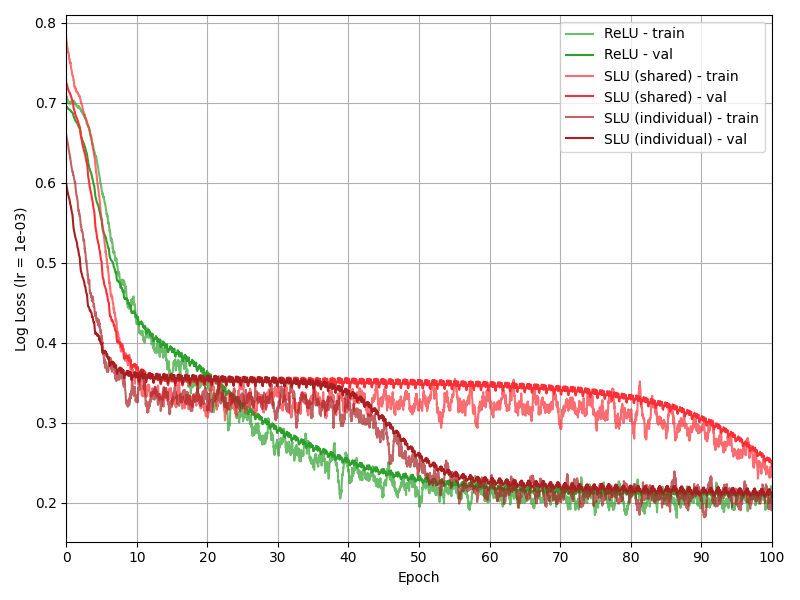 0.8
0.7
0.6
0.5
0.4
0.3
0.2
Log Loss (lr = 1e-03)
0 10 20 30 40 50 60 70 80 90 100
Epoch
ReLU - train
ReLU - val
SLU (shared) - train
SLU (shared) - val
SLU (individual) - train
SLU (individual) - val